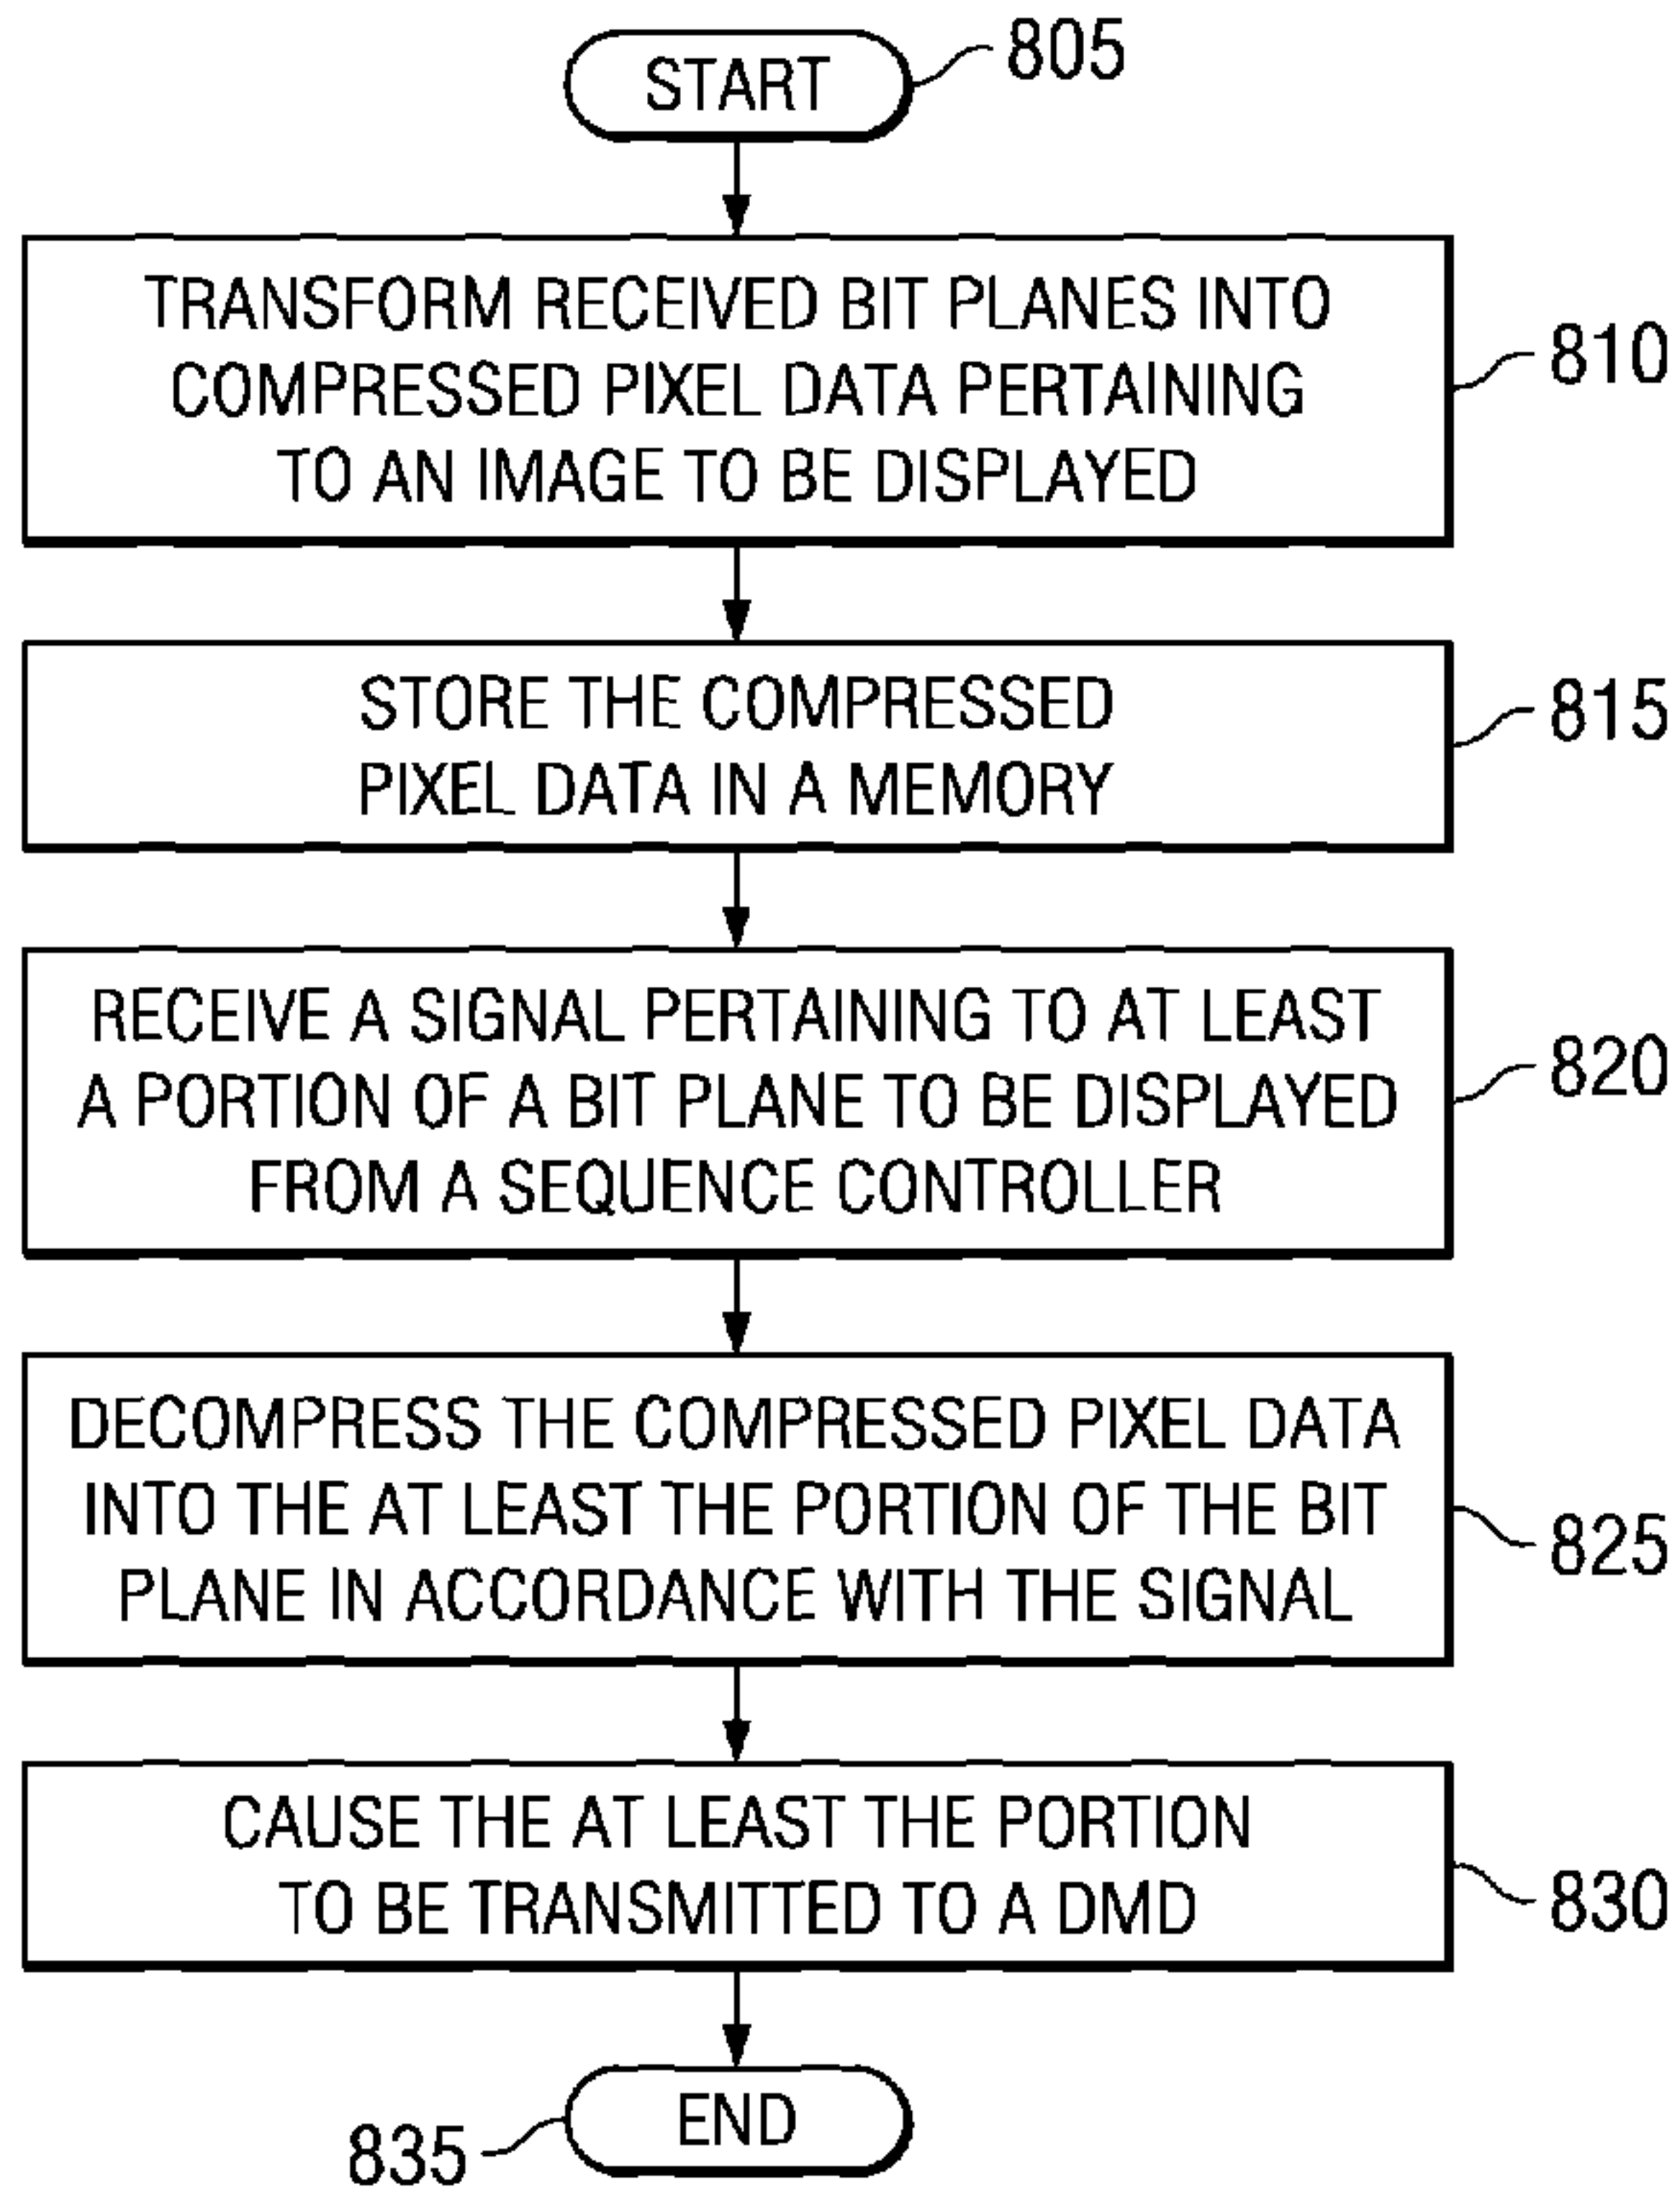 START
805
TRANSFORM RECEIVED BIT PLANES INTO
COMPRESSED PIXEL DATA PERTAINING
TO AN IMAGE TO BE DISPLAYED
810
STORE THE COMPRESSED
PIXEL DATA IN A MEMORY
815
RECEIVE A SIGNAL PERTAINING TO AT LEAST
A PORTION OF A BIT PLANE TO BE DISPLAYED
FROM A SEQUENCE CONTROLLER
820
DECOMPRESS THE COMPRESSED PIXEL DATA
INTO THE AT LEAST THE PORTION OF THE BIT
PLANE IN ACCORDANCE WITH THE SIGNAL
825
CAUSE THE AT LEAST THE PORTION
TO BE TRANSMITTED TO A DMD
830
END
835